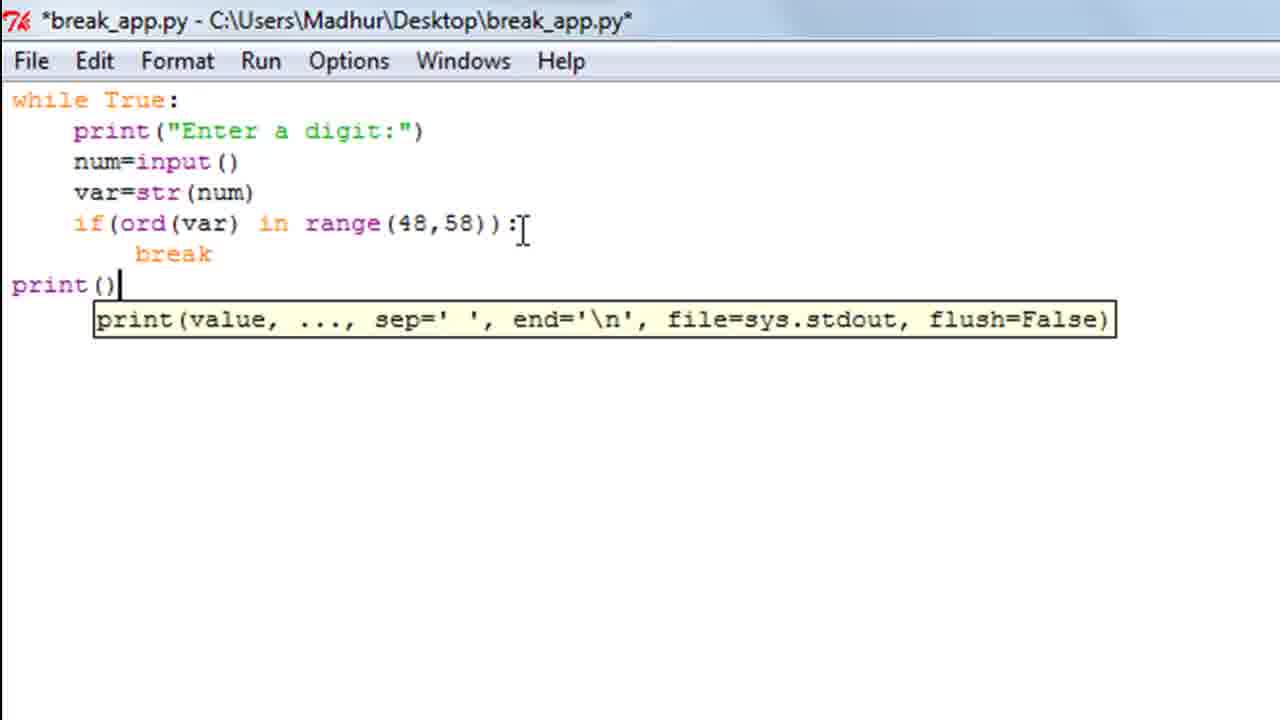 *break_app.py - C:\Users\Madhur\Desktop\break_app.py*
File Edit Format Run Options Windows Help
while True:
    print("Enter a digit:")
    num=input()
    var=str(num)
    if(ord(var) in range(48,58)):
        break
print()
print(value, ..., sep=' ', end='\n', file=sys.stdout, flush=False)